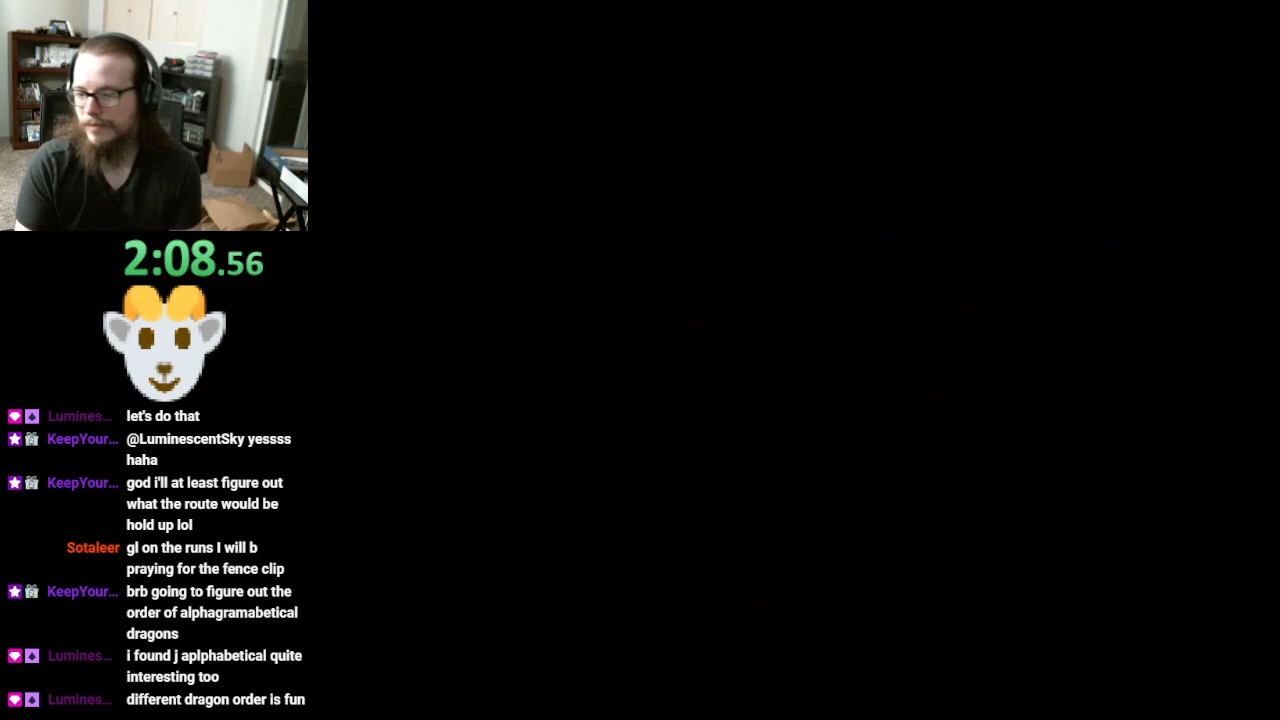 2:08.56
Lumines... let's do that
KeepYour... @LuminescentSky yessss
haha
KeepYour... god i'll at least figure out
what the route would be
hold up lol
Sotaleer gl on the runs I will b
praying for the fence clip
KeepYour... brb going to figure out the
order of alphagramabetical
dragons
Lumines... i found j aplphabetical quite
interesting too
Lumines... different dragon order is fun